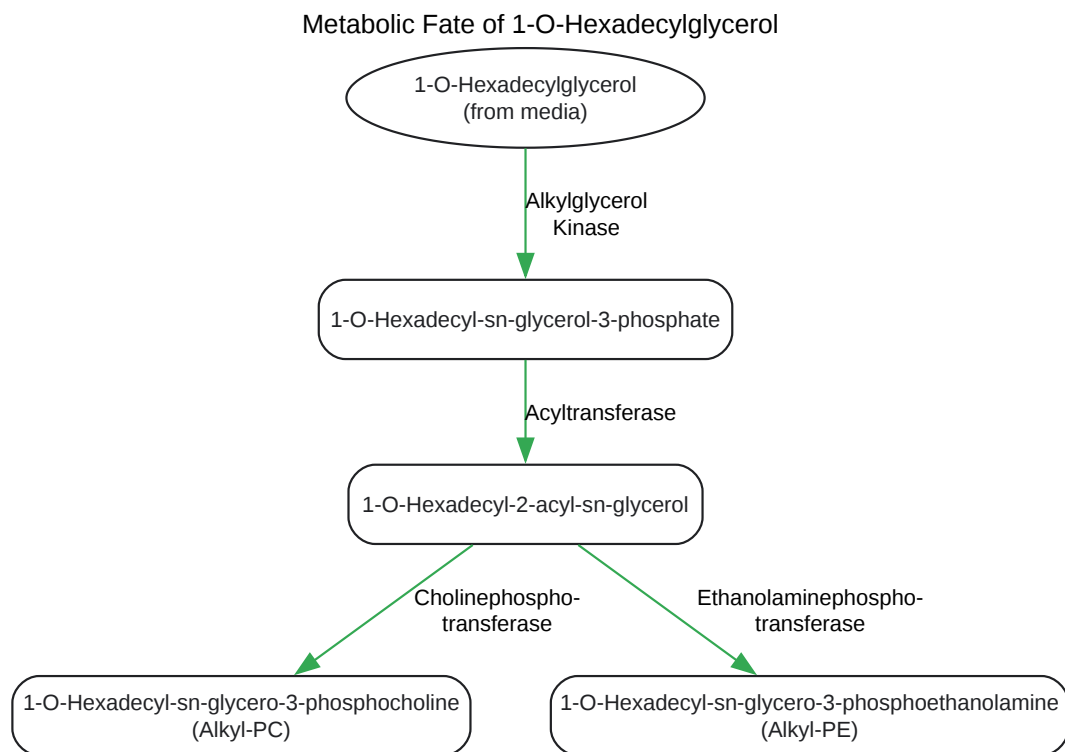 Metabolic Fate of 1-O-Hexadecylglycerol
1-O-Hexadecylglycerol
(from media)
Alkylglycerol
Kinase
1-O-Hexadecyl-sn-glycerol-3-phosphate
Acyltransferase
1-O-Hexadecyl-2-acyl-sn-glycerol
Cholinephospho-
transferase
Ethanolaminephospho-
transferase
1-O-Hexadecyl-sn-glycero-3-phosphocholine
(Alkyl-PC)
1-O-Hexadecyl-sn-glycero-3-phosphoethanolamine
(Alkyl-PE)